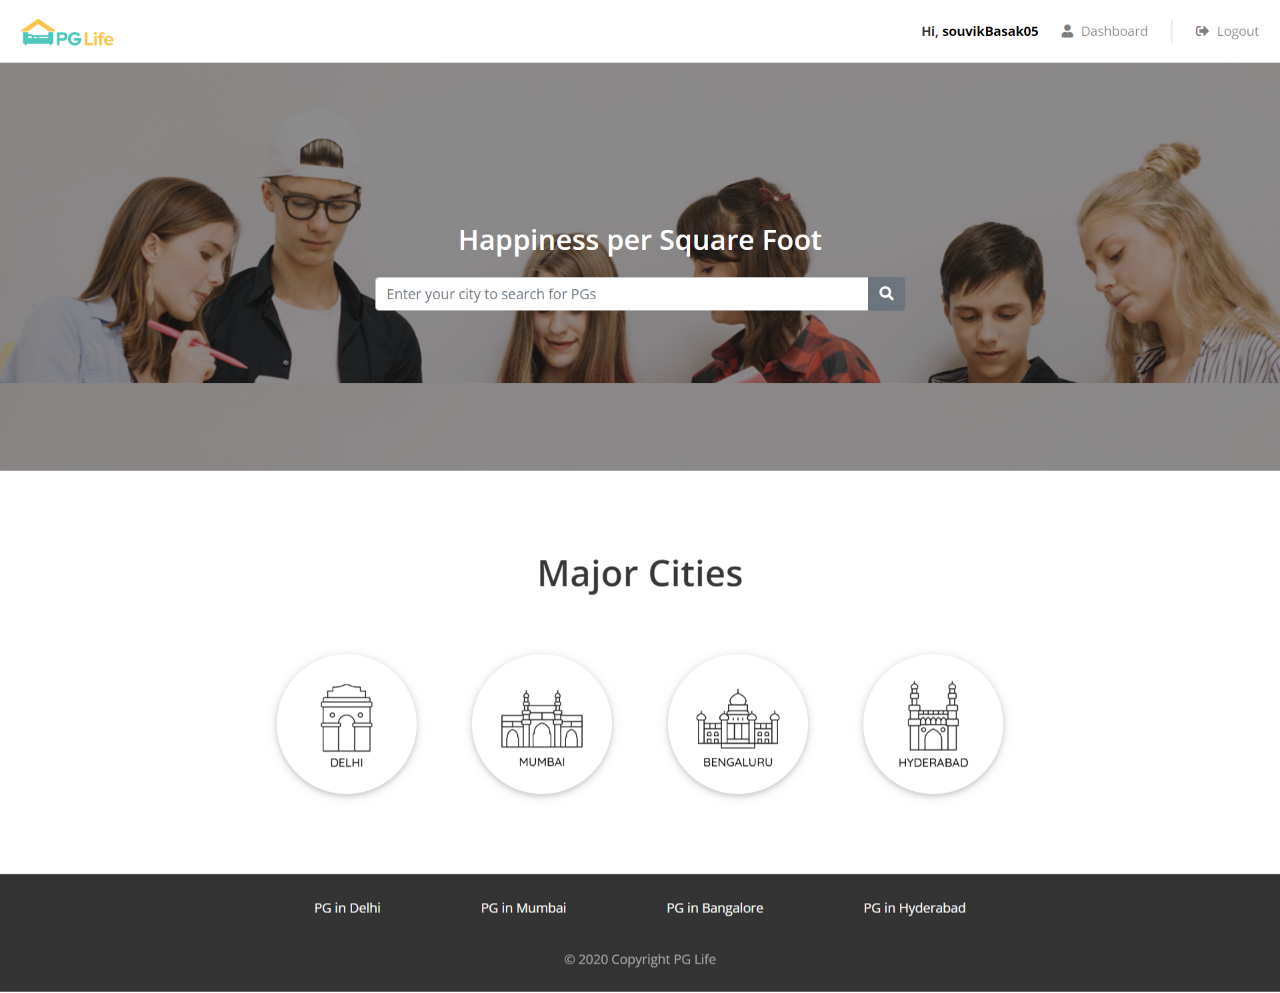 PG Life
Hi, souvikBasak05
Dashboard
Logout
Happiness per Square Foot
Enter your city to search for PGs
Major Cities
DELHI
MUMBAI
BENGALURU
HYDERABAD
PG in Delhi
PG in Mumbai
PG in Bangalore
PG in Hyderabad
© 2020 Copyright PG Life